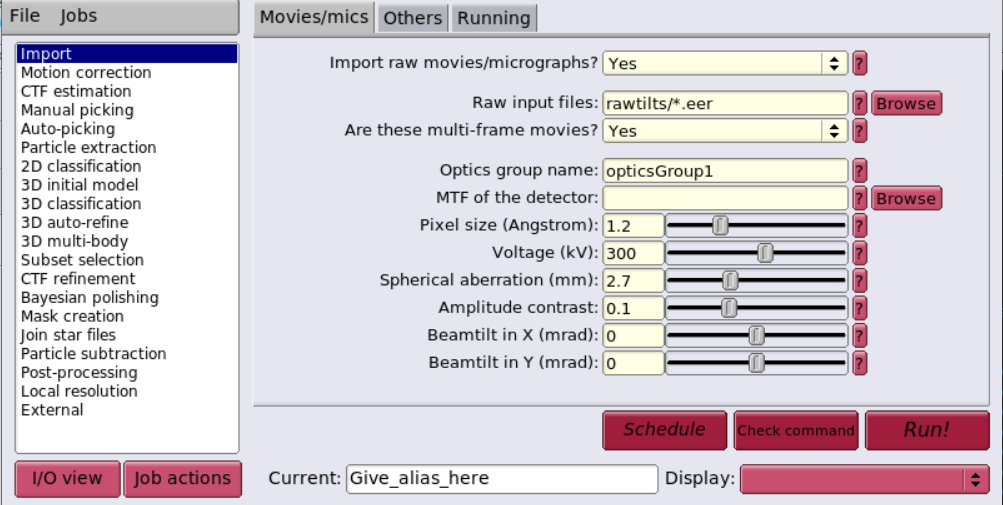 File Jobs
Movies/mics Others Running
Import
Motion correction
CTF estimation
Manual picking
Auto-picking
Particle extraction
2D classification
3D initial model
3D classification
3D auto-refine
3D multi-body
Subset selection
CTF refinement
Bayesian polishing
Mask creation
Join star files
Particle subtraction
Post-processing
Local resolution
External
Import raw movies/micrographs? Yes ?
Raw input files: rawtilts/*.eer ? Browse
Are these multi-frame movies? Yes ?
Optics group name: opticsGroup1 ?
MTF of the detector: ? Browse
Pixel size (Angstrom): 1.2 ?
Voltage (kV): 300 ?
Spherical aberration (mm): 2.7 ?
Amplitude contrast: 0.1 ?
Beamtilt in X (mrad): 0 ?
Beamtilt in Y (mrad): 0 ?
Schedule Check command Run!
I/O view Job actions Current: Give_alias_here Display: